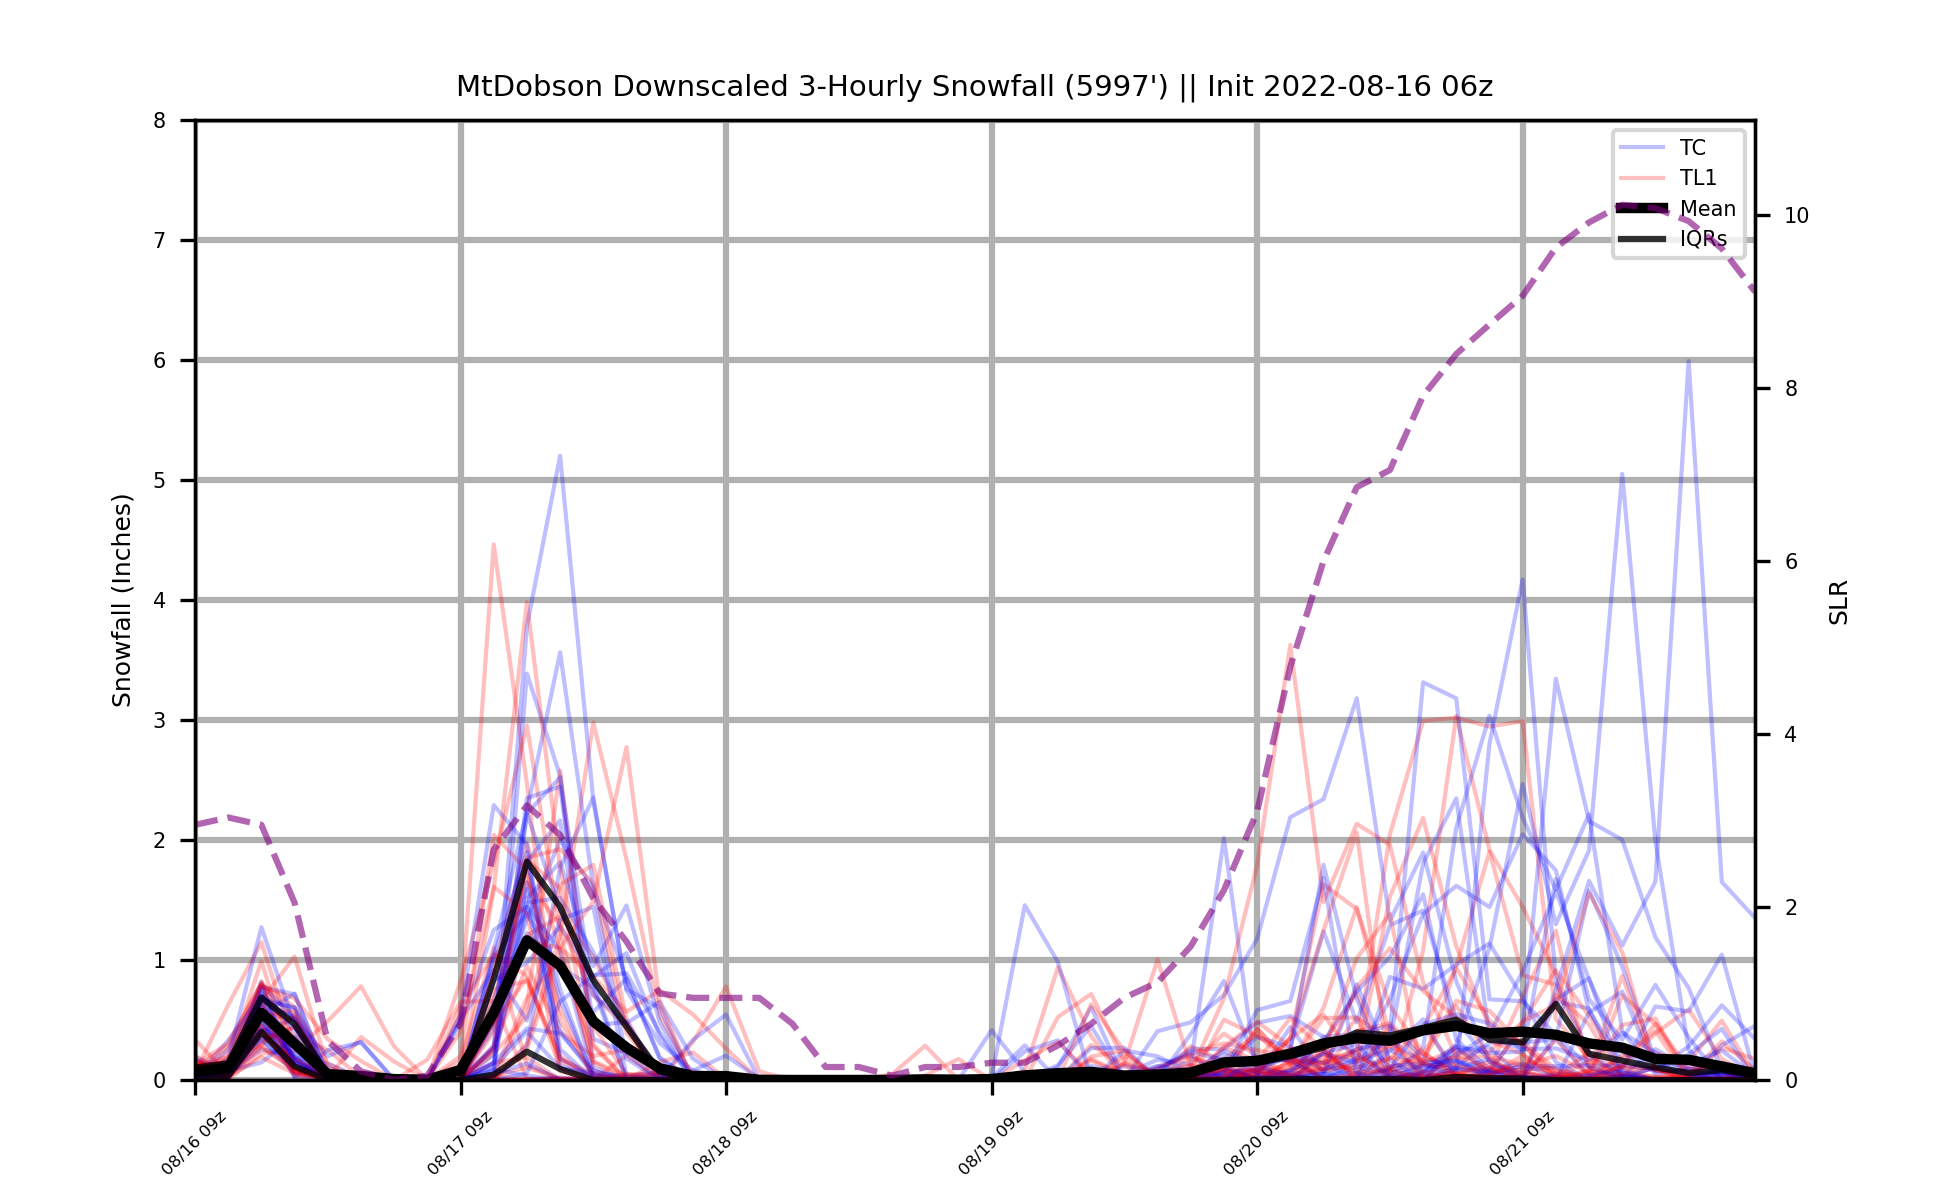 MtDobson Downscaled 3-Hourly Snowfall (5997') || Init 2022-08-16 06z
8
7
6
5
4
3
2
1
0
Snowfall (Inches)
TC
TL1
Mean
IQRs
10
8
6
4
2
0
SLR
08/16 09z
08/17 09z
08/18 09z
08/19 09z
08/20 09z
08/21 09z